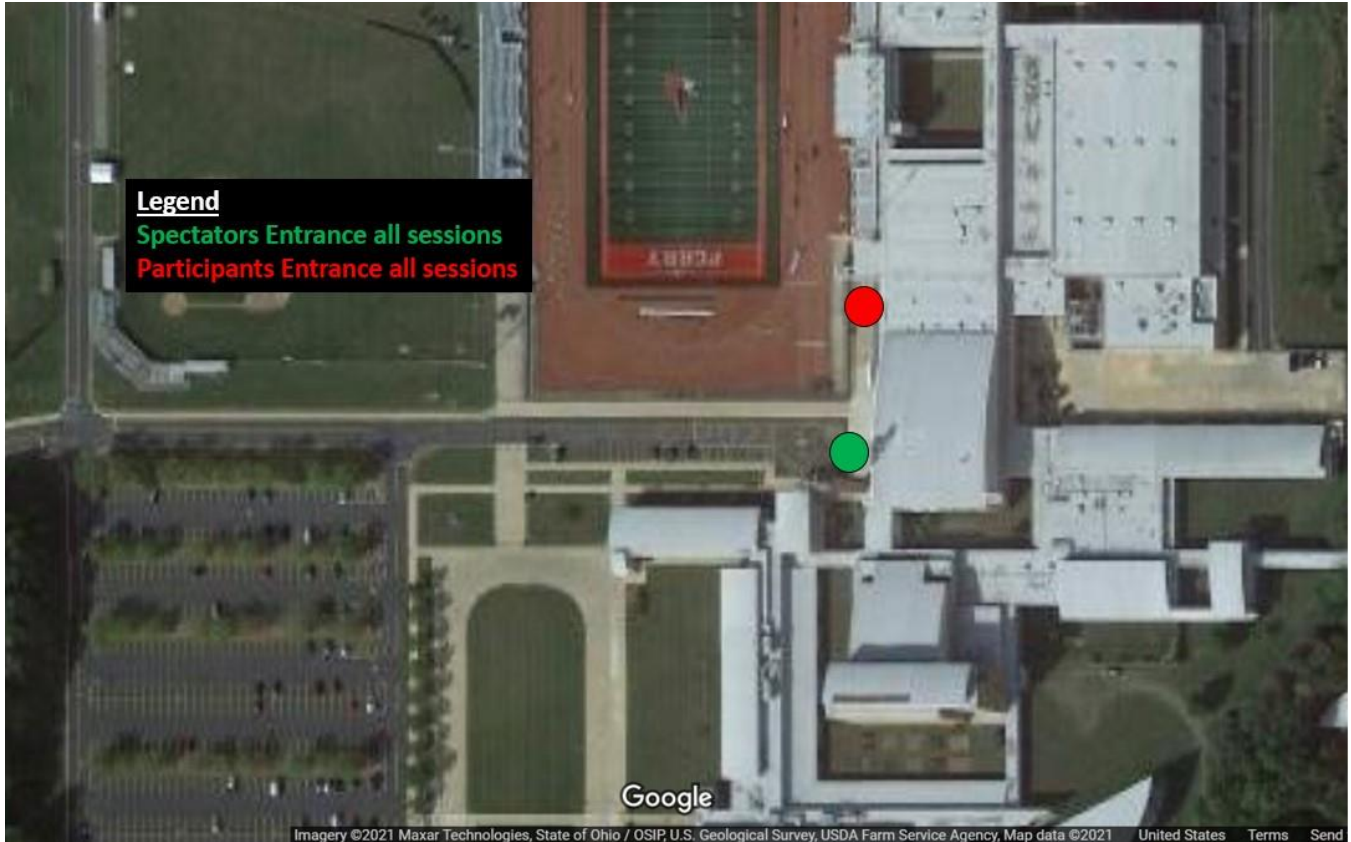 Legend
Spectators Entrance all sessions
Participants Entrance all sessions
PERRY
Google
Imagery ©2021 Maxar Technologies, State of Ohio / OSIP, U.S. Geological Survey, USDA Farm Service Agency, Map data ©2021 United States Terms Send